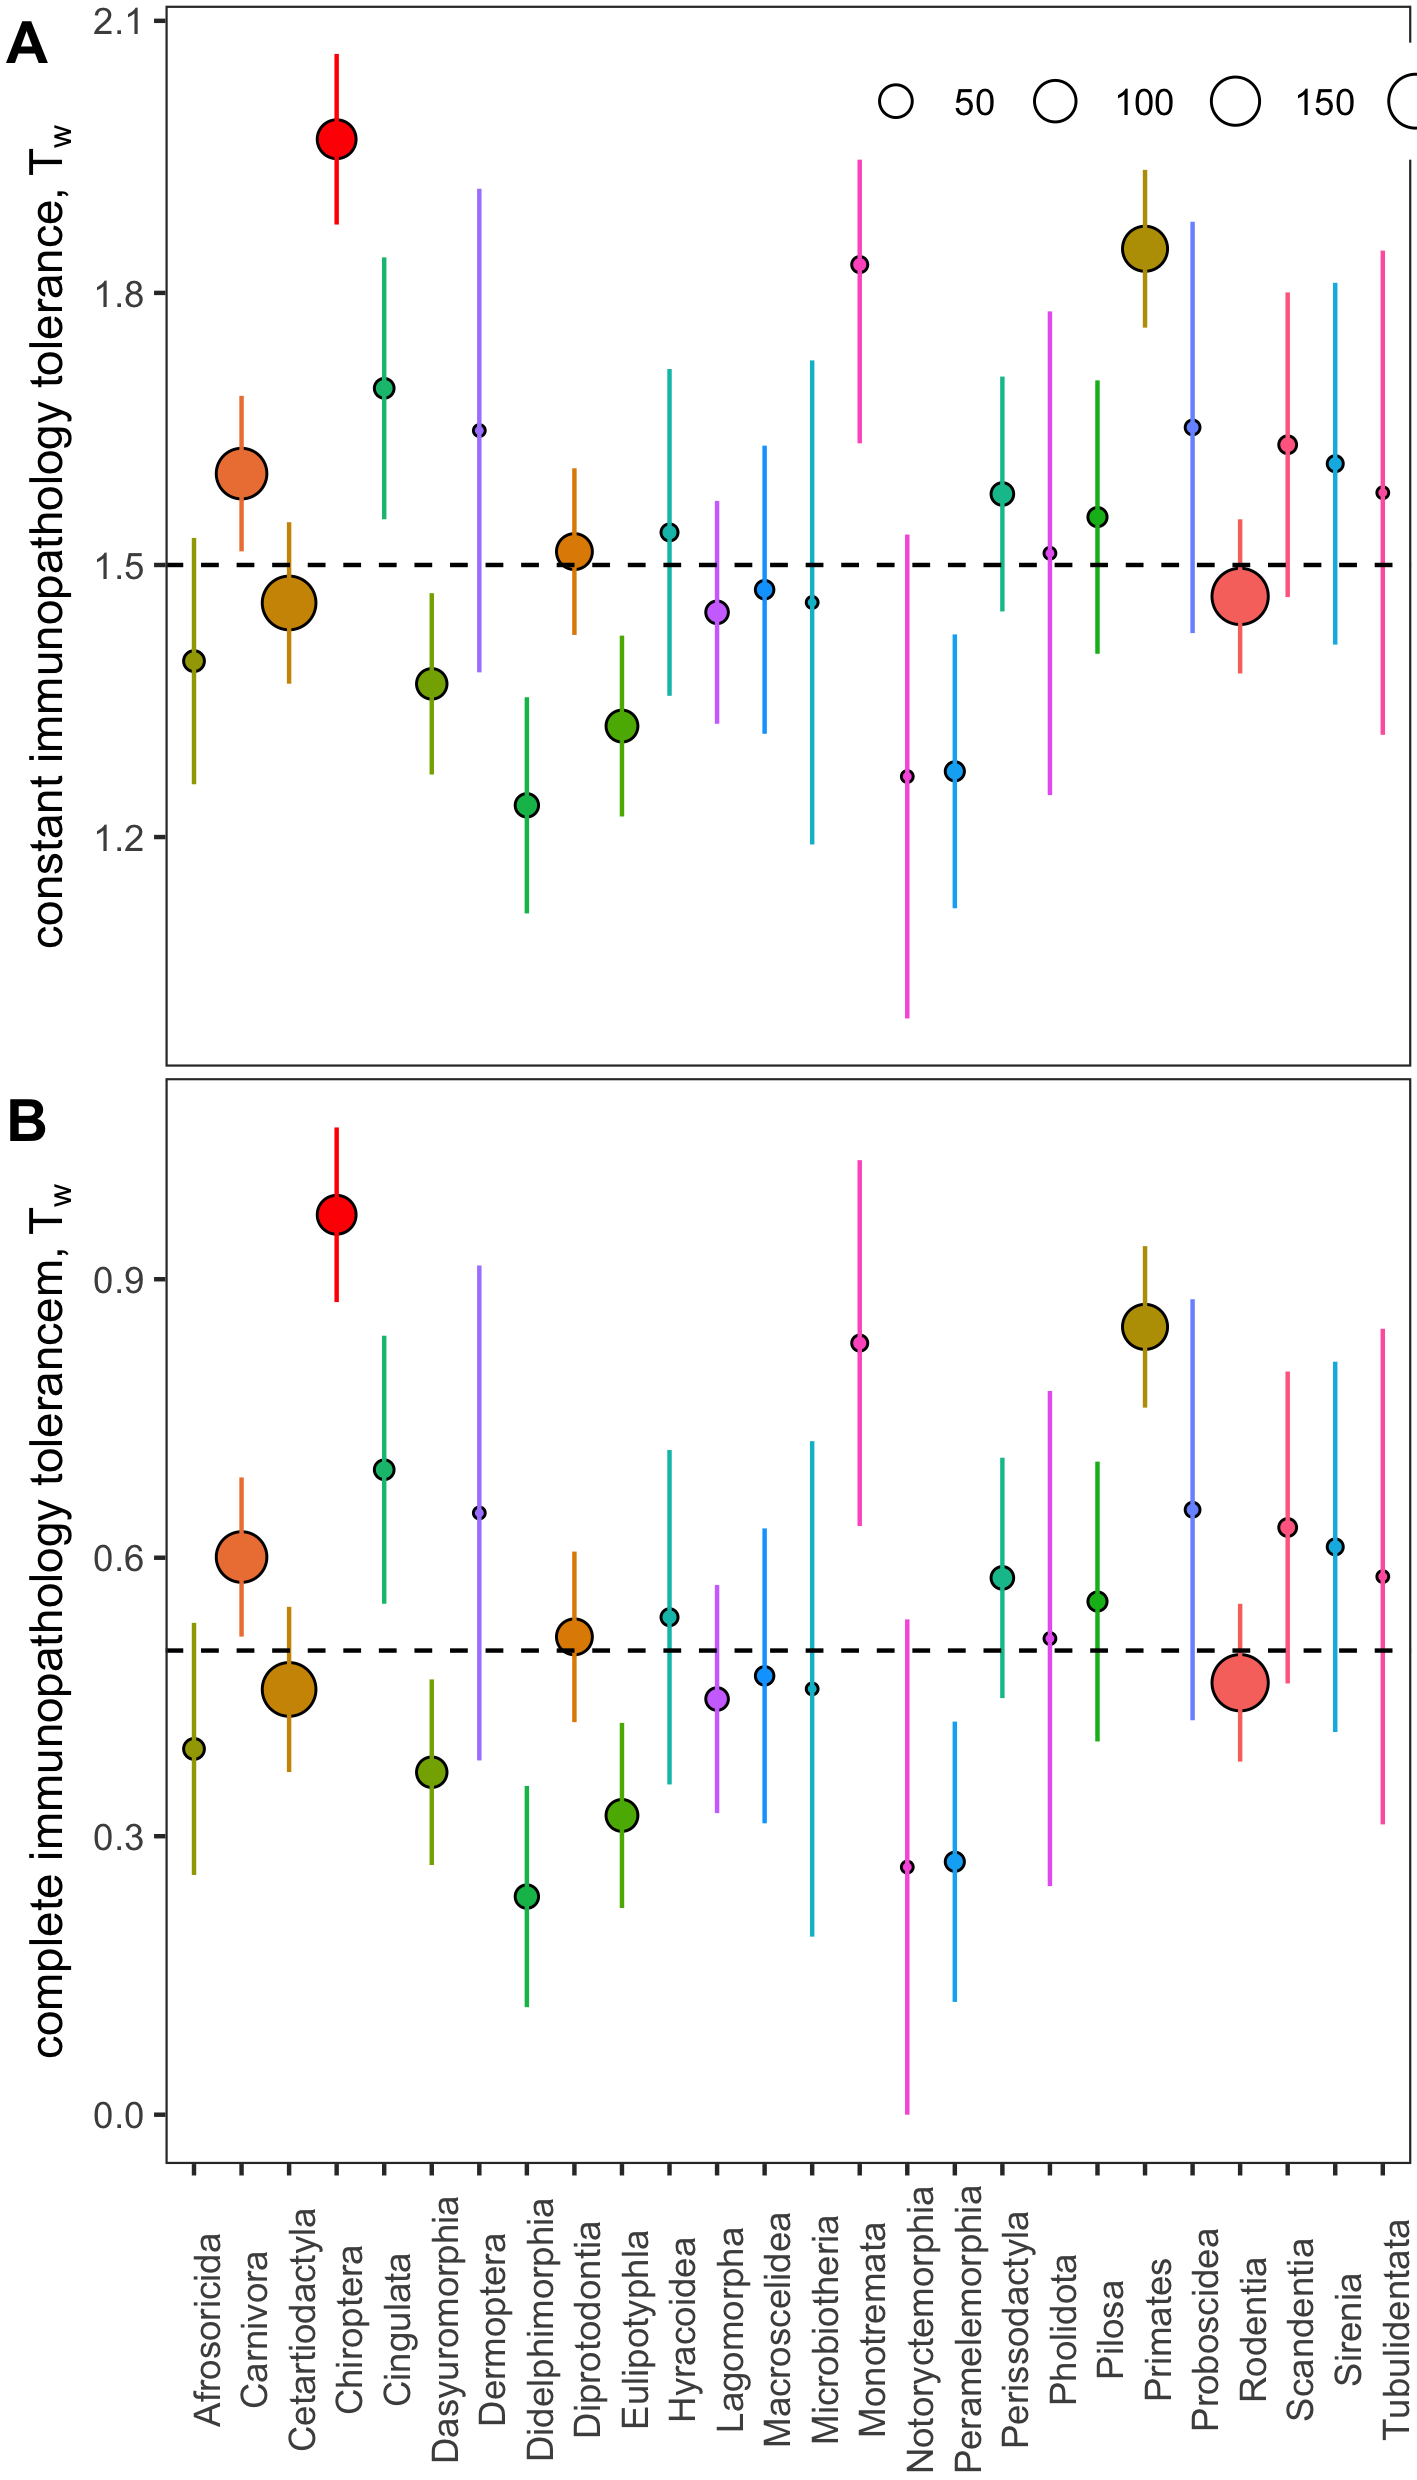 A
constant immunopathology tolerance, Tw
2.1
1.8
1.5
1.2
50 100 150
B
complete immunopathology tolerancem, Tw
0.9
0.6
0.3
0.0
Afrosoricida
Carnivora
Cetartiodactyla
Chiroptera
Cingulata
Dasyuromorphia
Dermoptera
Didelphimorphia
Diprotodontia
Eulipotyphla
Hyracoidea
Lagomorpha
Macroscelidea
Microbiotheria
Monotremata
Notoryctemorphia
Peramelemorphia
Perissodactyla
Pholidota
Pilosa
Primates
Proboscidea
Rodentia
Scandentia
Sirenia
Tubulidentata